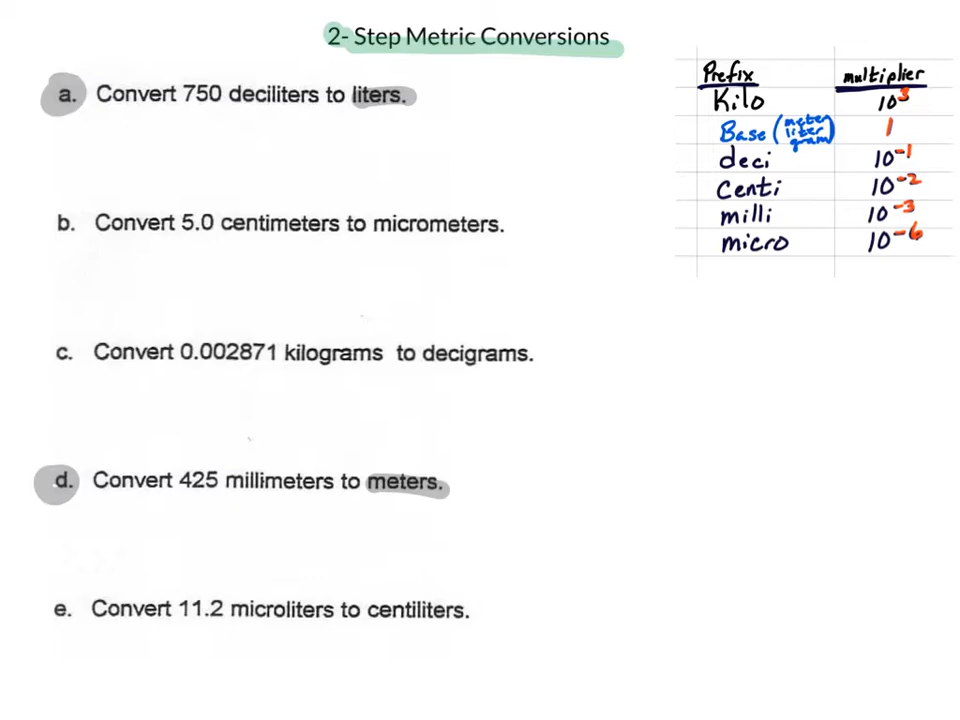 2- Step Metric Conversions
a. Convert 750 deciliters to liters.
b. Convert 5.0 centimeters to micrometers.
c. Convert 0.002871 kilograms to decigrams.
d. Convert 425 millimeters to meters.
e. Convert 11.2 microliters to centiliters.
Prefix multiplier
Kilo 10³
Base (meter liter gram) 1
deci 10⁻¹
Centi 10⁻²
milli 10⁻³
micro 10⁻⁶